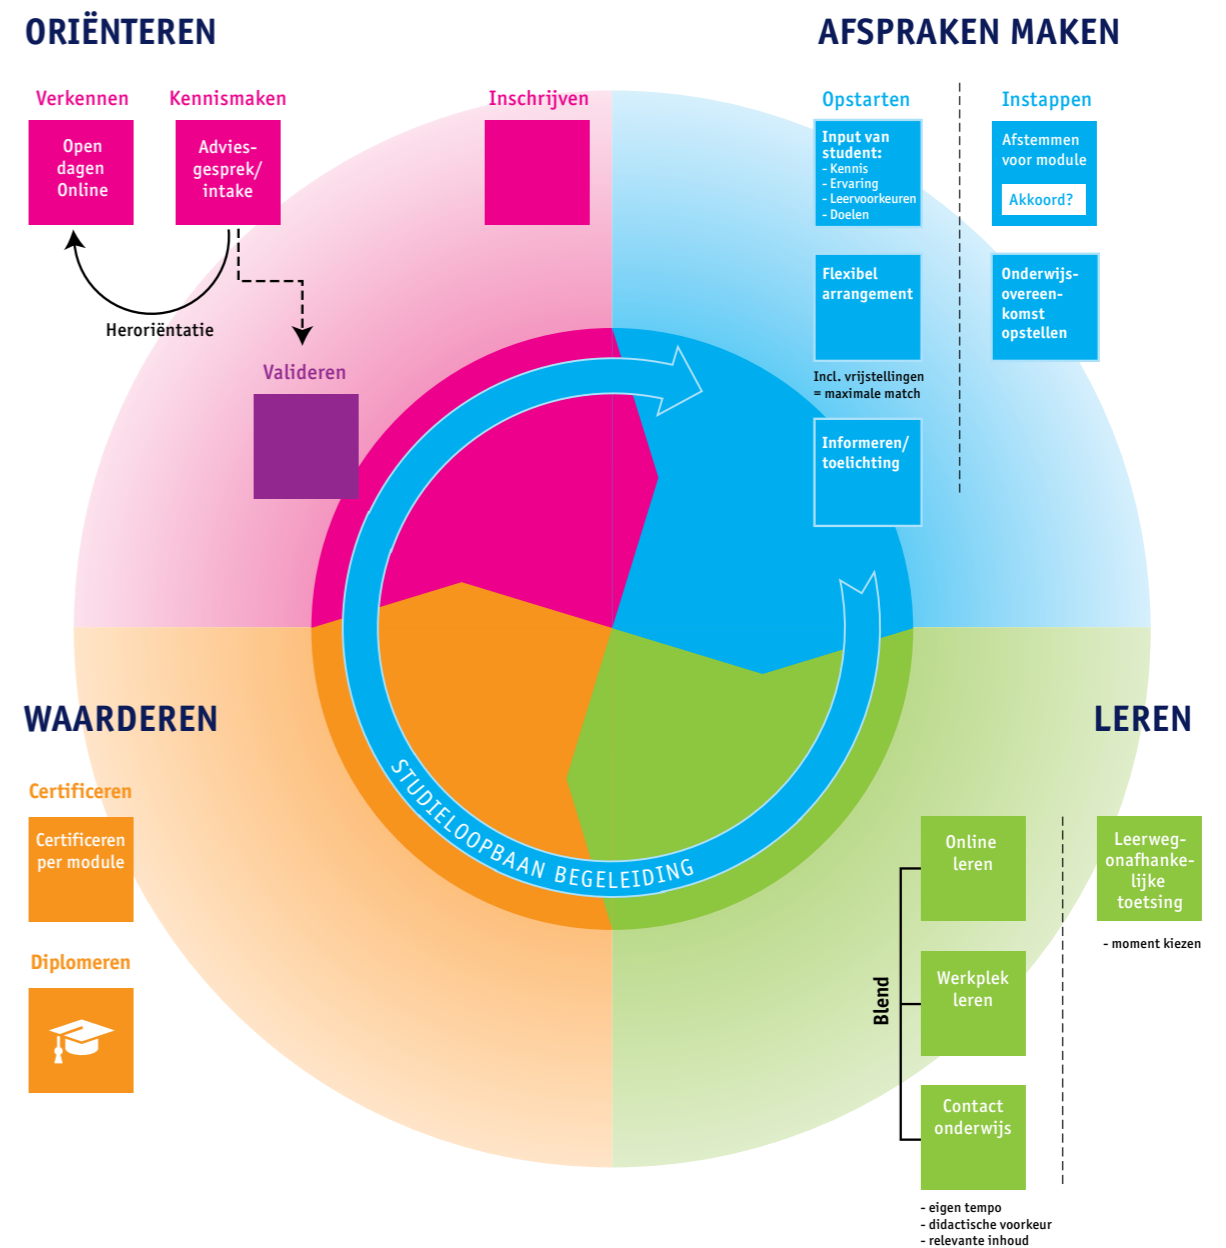 ORIËNTEREN
Verkennen
Open
dagen
Online
Kennismaken
Advies-
gesprek/
intake
Inschrijven
Heroriëntatie
Valideren
AFSPRAKEN MAKEN
Opstarten
Input van
student:
- Kennis
- Ervaring
- Leervoorkeuren
- Doelen
Flexibel
arrangement
Incl. vrijstellingen
= maximale match
Informeren/
toelichting
Instappen
Afstemmen
voor module
Akkoord?
Onderwijs-
overeen-
komst
opstellen
STUDIELOOPBAAN BEGELEIDING
WAARDEREN
Certificeren
Certificeren
per module
Diplomeren
LEREN
Blend
Online
leren
Werkplek
leren
Contact
onderwijs
- eigen tempo
- didactische voorkeur
- relevante inhoud
Leerweg-
onafhanke-
lijke
toetsing
- moment kiezen